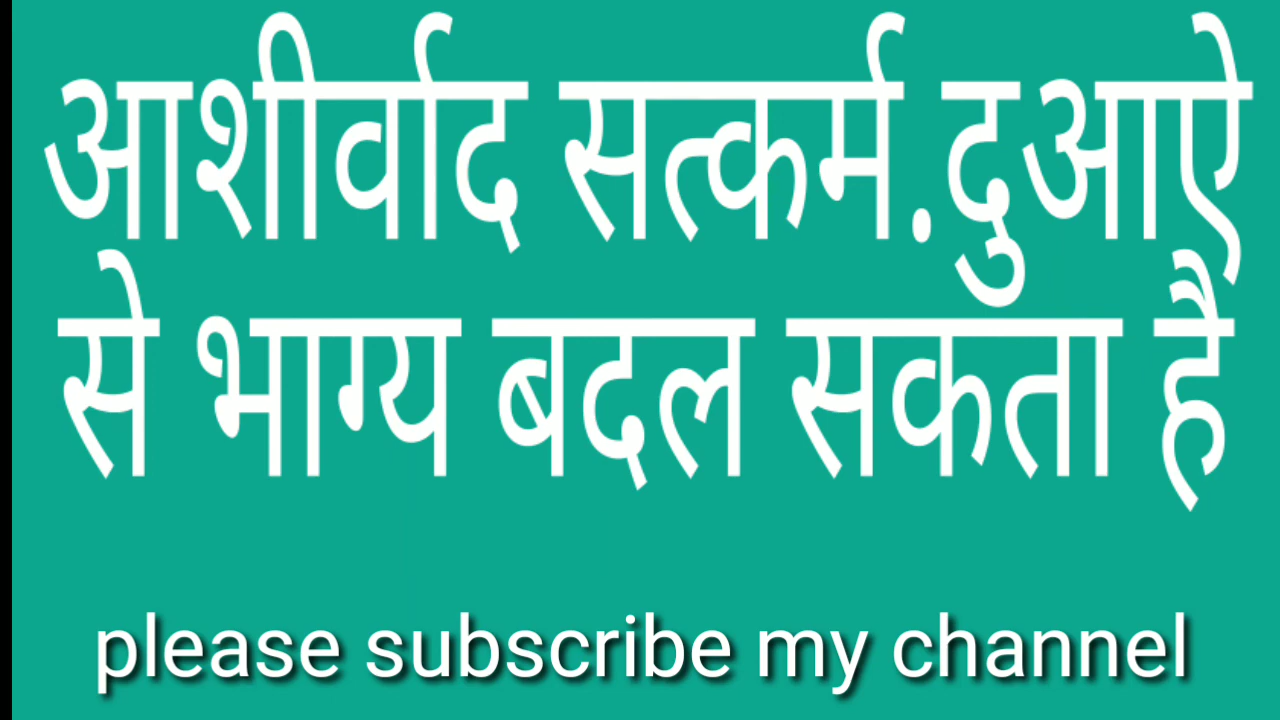 आशीर्वाद सत्कर्म.दुआऐ
से भाग्य बदल सकता है
please subscribe my channel